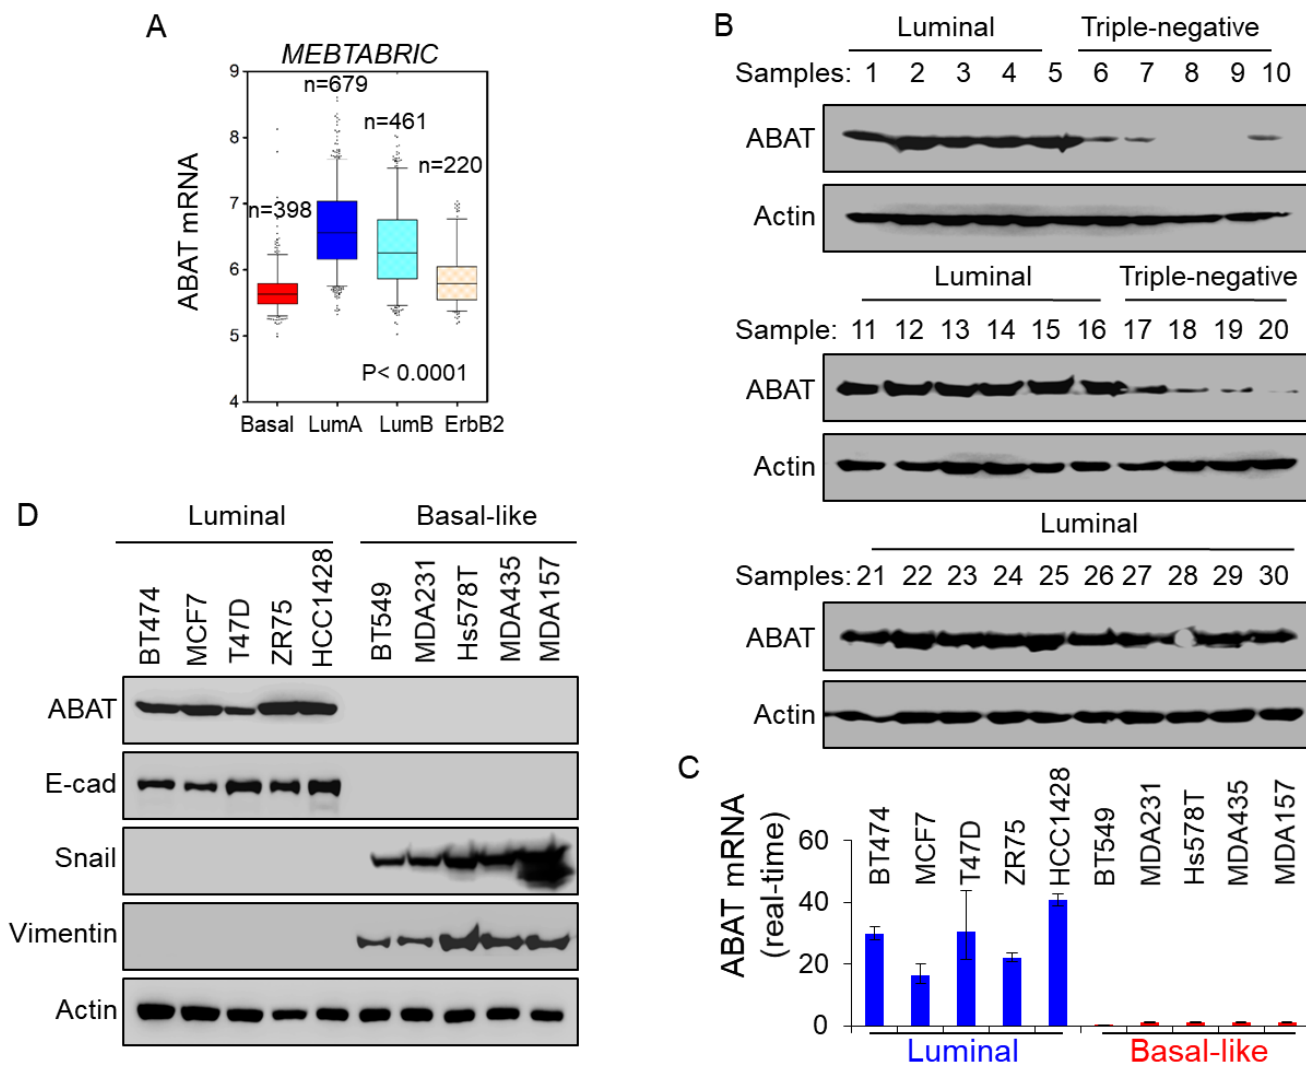 A
MEBTABRIC
ABAT mRNA
9
8
7
6
5
4
n=679
n=461
n=220
n=398
P< 0.0001
Basal LumA LumB ErbB2
B
Luminal Triple-negative
Samples: 1 2 3 4 5 6 7 8 9 10
ABAT
Actin
Luminal Triple-negative
Sample: 11 12 13 14 15 16 17 18 19 20
ABAT
Actin
Luminal
Samples: 21 22 23 24 25 26 27 28 29 30
ABAT
Actin
D
Luminal Basal-like
BT474 MCF7 T47D ZR75 HCC1428 BT549 MDA231 Hs578T MDA435 MDA157
ABAT
E-cad
Snail
Vimentin
Actin
C
ABAT mRNA
(real-time)
BT474 MCF7 T47D ZR75 HCC1428 BT549 MDA231 Hs578T MDA435 MDA157
60
40
20
0
Luminal Basal-like